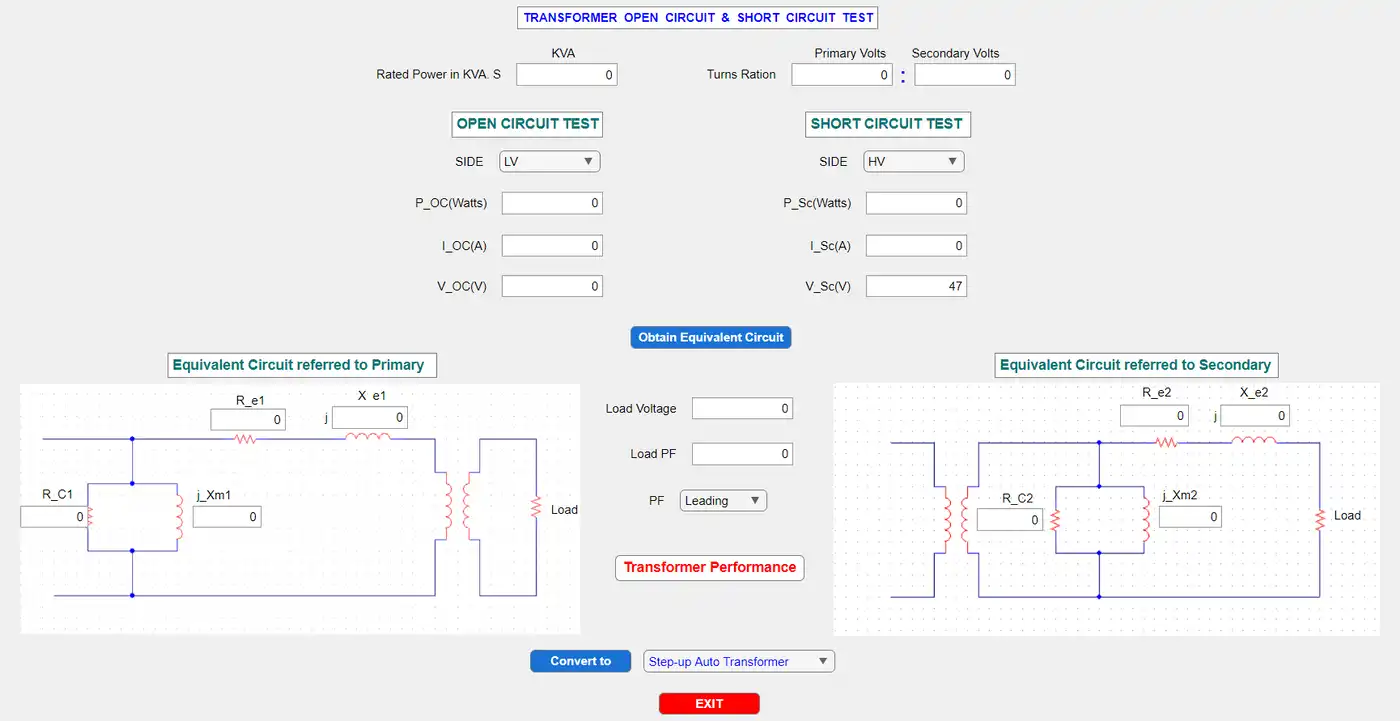 TRANSFORMER OPEN CIRCUIT & SHORT CIRCUIT TEST
KVA
Primary Volts Secondary Volts
Rated Power in KVA. S 0 Turns Ration 0 : 0
OPEN CIRCUIT TEST
SHORT CIRCUIT TEST
SIDE LV
SIDE HV
P_OC(Watts) 0
P_Sc(Watts) 0
I_OC(A) 0
I_Sc(A) 0
V_OC(V) 0
V_Sc(V) 47
Obtain Equivalent Circuit
Equivalent Circuit referred to Primary
Equivalent Circuit referred to Secondary
R_e1
0
X e1
j 0
R_C1
0
j_Xm1
0
Load
Load Voltage 0
Load PF 0
PF Leading
Transformer Performance
R_e2
0
X_e2
j 0
R_C2
0
j_Xm2
0
Load
Convert to Step-up Auto Transformer
EXIT